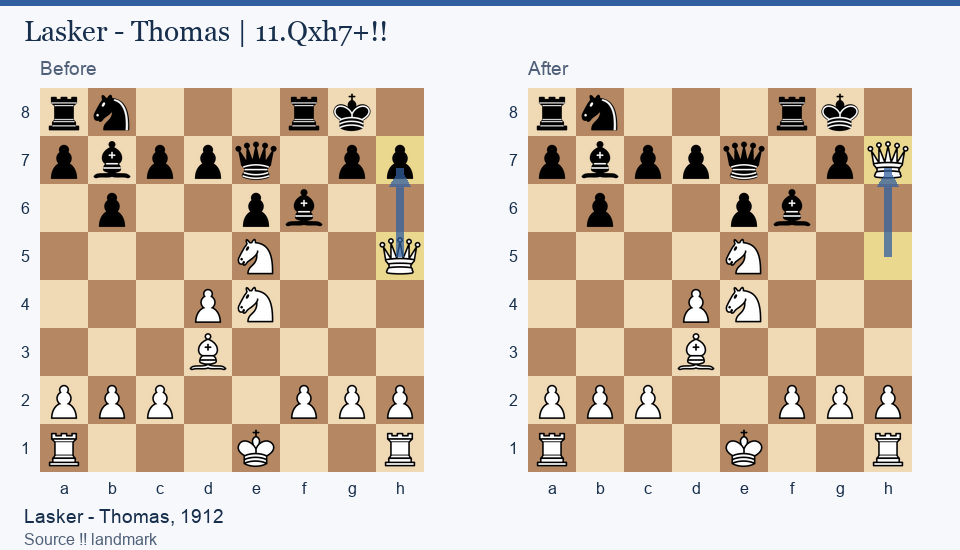 Lasker - Thomas | 11.Qxh7+!!
Before
After
8
7
6
5
4
3
2
1
a b c d e f g h
8
7
6
5
4
3
2
1
a b c d e f g h
Lasker - Thomas, 1912
Source !! landmark